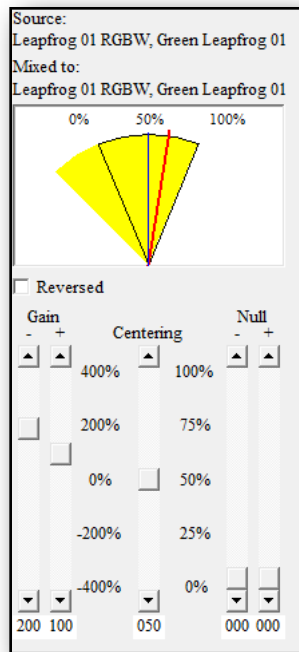 Source:
Leapfrog 01 RGBW, Green Leapfrog 01
Mixed to:
Leapfrog 01 RGBW, Green Leapfrog 01
0% 50% 100%
Reversed
Gain Null
- + Centering - +
400% 100%
200% 75%
0% 50%
-200% 25%
-400% 0%
200 100 050 000 000